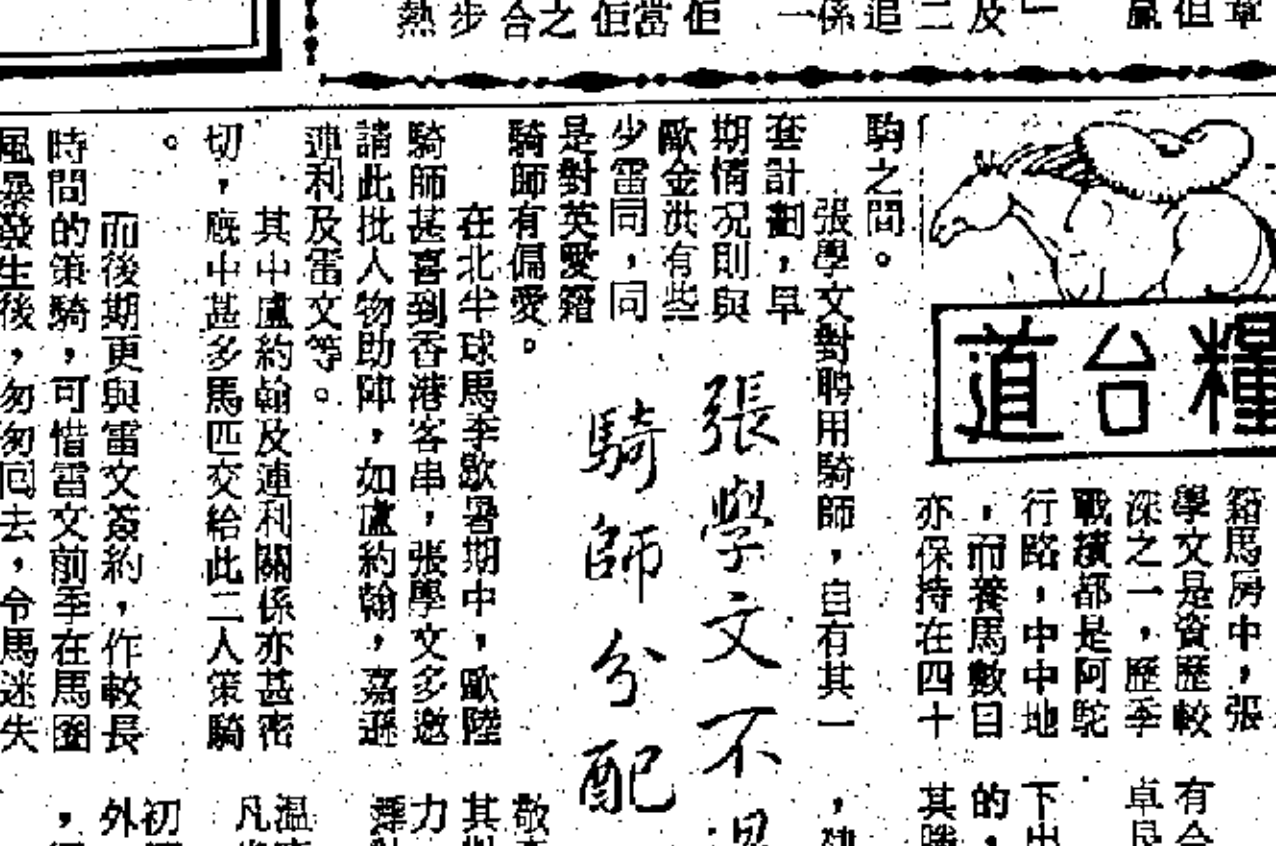 糧台道
箱馬房中，張
學文是資歷較
深之一，歷季
戰績都是阿駝
行路，中中地
，而養馬數目
亦保持在四十
駒之間。
張學文對聘用騎師，自有其一
套計劃，早
期情况則與
歐金洪有些
少雷同，同
是對英愛籍
騎師有偏愛。
張學文不
騎師分配
在北半球馬季歇暑期中，歐陸
騎師甚喜到香港客串，張學文多邀
請此批人物助陣，如盧約翰，嘉遜
連利及雷文等。
其中盧約翰及連利關係亦甚密
切，廐中甚多馬匹交給此二人策騎
。
而後期更與雷文簽約，作較長
時間的策騎，可惜雷文前季在馬圈
風暴發生後，匆匆回去，令馬迷失